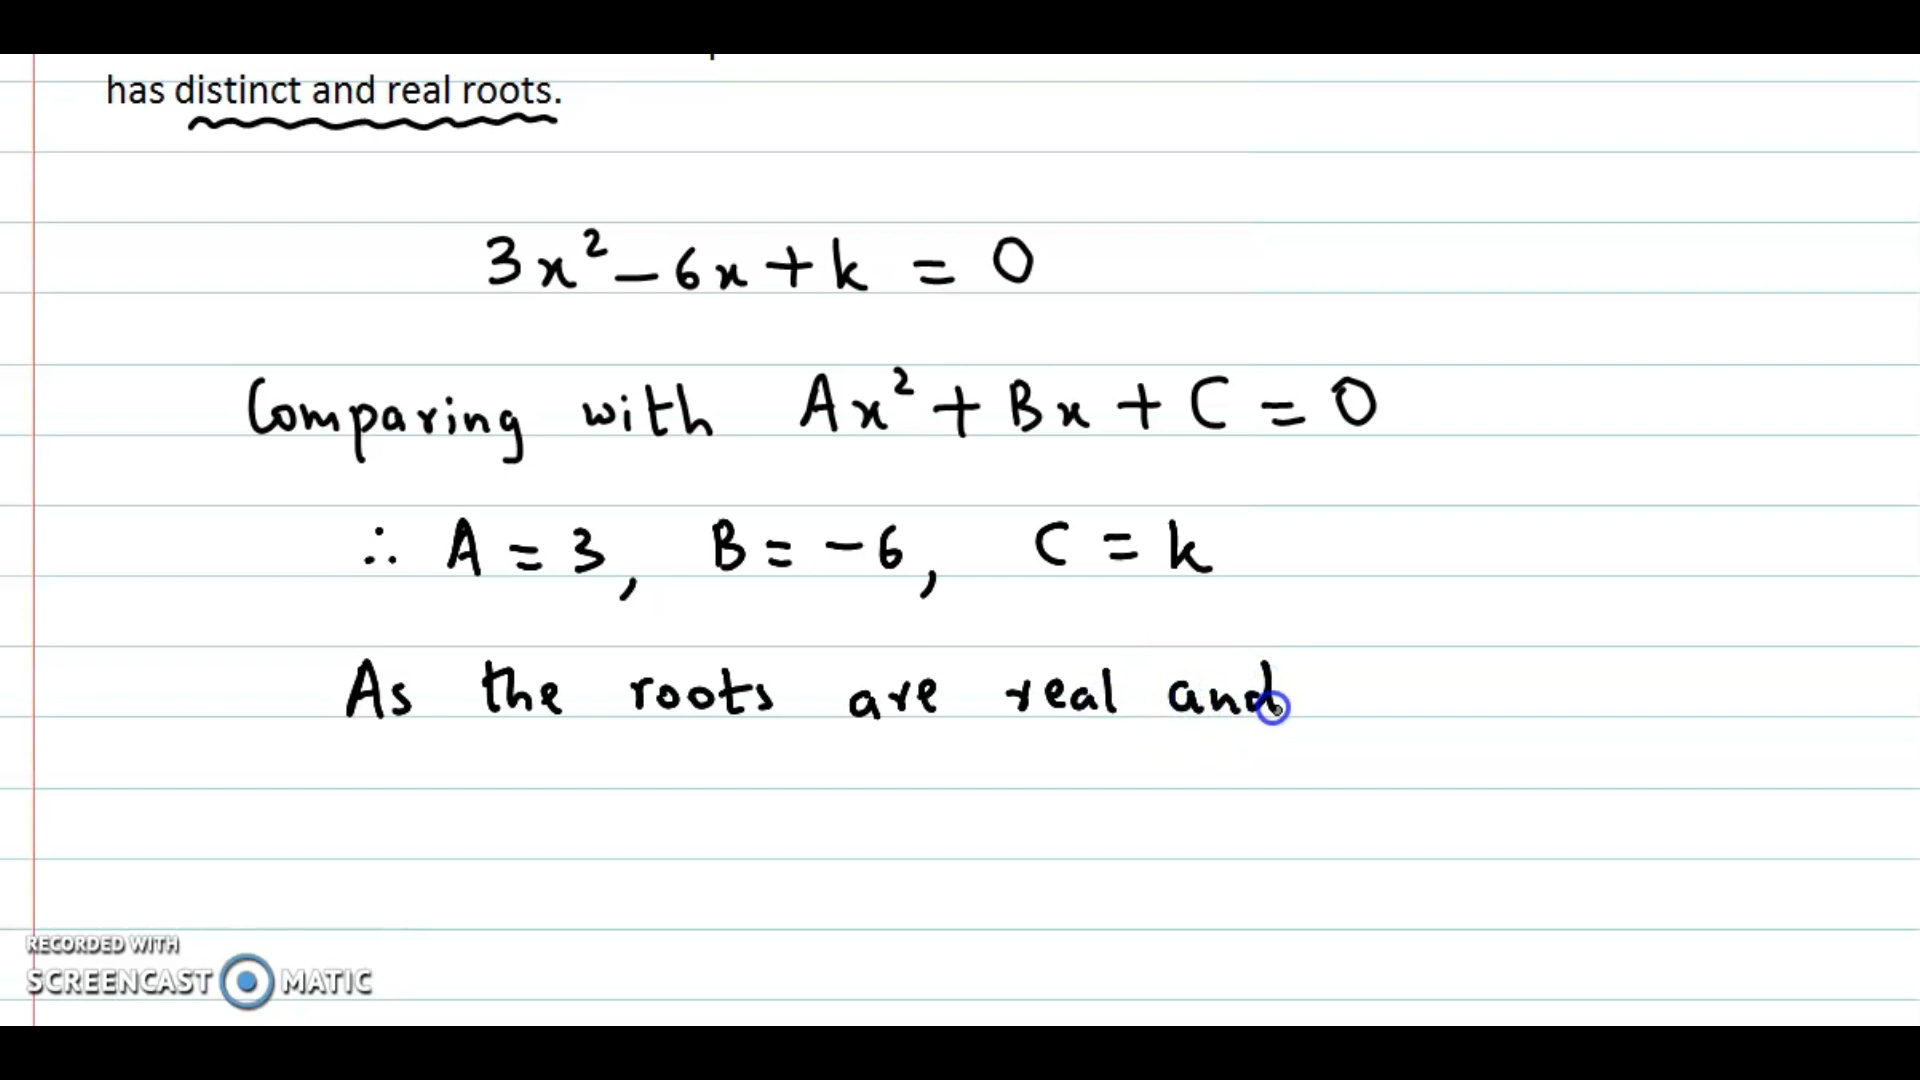 has distinct and real roots.
3x² - 6x + k = 0
Comparing with Ax² + Bx + C = 0
∴ A = 3, B = -6, C = k
As the roots are real and
RECORDED WITH
SCREENCAST MATIC